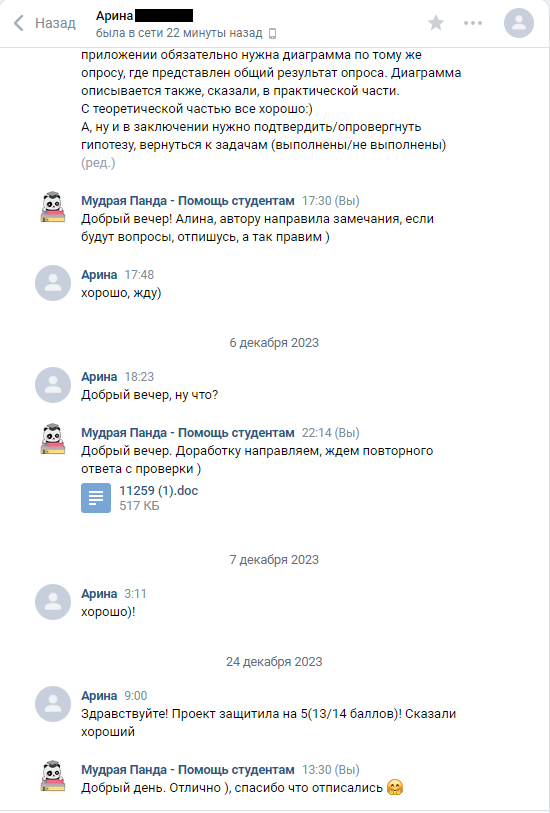 Назад
Арина
была в сети 22 минуты назад
приложении обязательно нужна диаграмма по тому же
опросу, где представлен общий результат опроса. Диаграмма
описывается также, сказали, в практической части.
С теоретической частью все хорошо:)
А, ну и в заключении нужно подтвердить/опровергнуть
гипотезу, вернуться к задачам (выполнены/не выполнены)
(ред.)
Мудрая Панда - Помощь студентам 17:30 (Вы)
Добрый вечер! Алина, автору направила замечания, если
будут вопросы, отпишусь, а так правим )
Арина 17:48
хорошо, жду)
6 декабря 2023
Арина 18:23
Добрый вечер, ну что?
Мудрая Панда - Помощь студентам 22:14 (Вы)
Добрый вечер. Доработку направляем, ждем повторного
ответа с проверки )
11259 (1).doc
517 КБ
7 декабря 2023
Арина 3:11
хорошо)!
24 декабря 2023
Арина 9:00
Здравствуйте! Проект защитила на 5(13/14 баллов)! Сказали
хороший
Мудрая Панда - Помощь студентам 13:30 (Вы)
Добрый день. Отлично ), спасибо что отписались 🤗